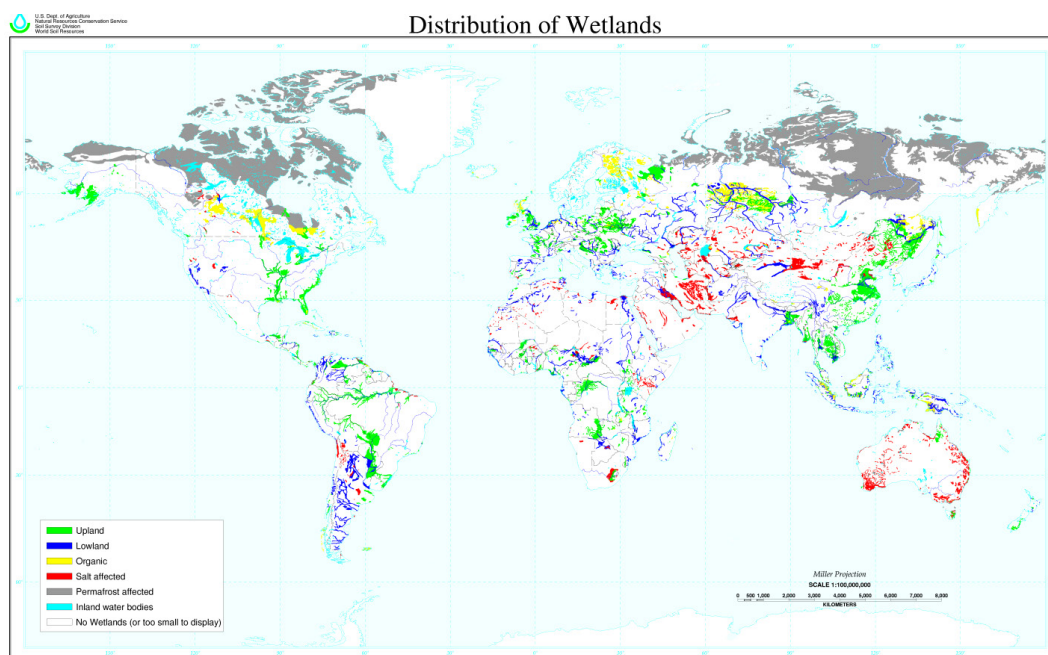 U.S. Dept. of Agriculture
Natural Resources Conservation Service
Soil Survey Division
World Soil Resources
Distribution of Wetlands
Upland
Lowland
Organic
Salt affected
Permafrost affected
Inland water bodies
No Wetlands (or too small to display)
Miller Projection
SCALE 1:100,000,000
0 500 1,000 2,000 3,000 4,000 5,000 6,000 7,000 8,000
KILOMETERS